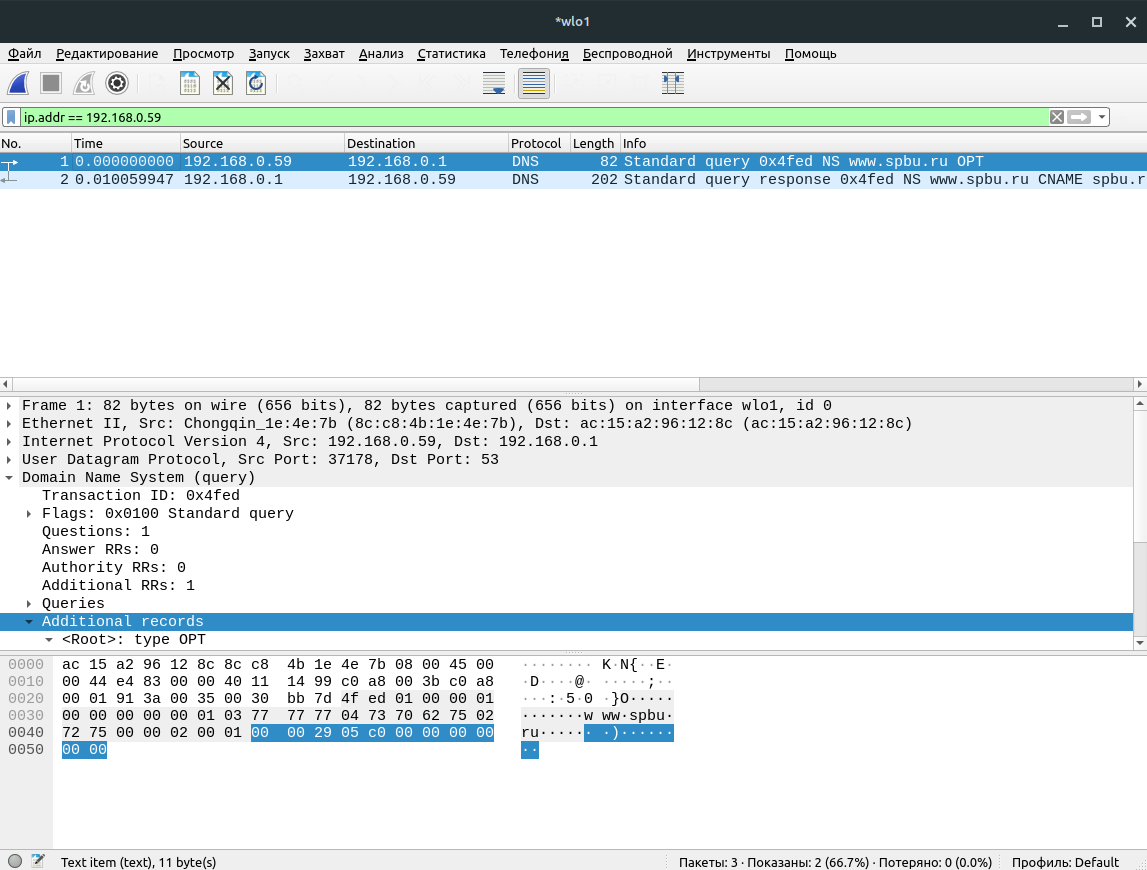 *wlo1
Файл Редактирование Просмотр Запуск Захват Анализ Статистика Телефония Беспроводной Инструменты Помощь
ip.addr == 192.168.0.59
No. Time Source Destination Protocol Length Info
1 0.000000000 192.168.0.59 192.168.0.1 DNS 82 Standard query 0x4fed NS www.spbu.ru OPT
2 0.010059947 192.168.0.1 192.168.0.59 DNS 202 Standard query response 0x4fed NS www.spbu.ru CNAME spbu.r
Frame 1: 82 bytes on wire (656 bits), 82 bytes captured (656 bits) on interface wlo1, id 0
Ethernet II, Src: Chongqin_1e:4e:7b (8c:c8:4b:1e:4e:7b), Dst: ac:15:a2:96:12:8c (ac:15:a2:96:12:8c)
Internet Protocol Version 4, Src: 192.168.0.59, Dst: 192.168.0.1
User Datagram Protocol, Src Port: 37178, Dst Port: 53
Domain Name System (query)
Transaction ID: 0x4fed
Flags: 0x0100 Standard query
Questions: 1
Answer RRs: 0
Authority RRs: 0
Additional RRs: 1
Queries
Additional records
<Root>: type OPT
0000 ac 15 a2 96 12 8c 8c c8 4b 1e 4e 7b 08 00 45 00 ········ K·N{··E·
0010 00 44 e4 83 00 00 40 11 14 99 c0 a8 00 3b c0 a8 ·D····@· ·····;··
0020 00 01 91 3a 00 35 00 30 bb 7d 4f ed 01 00 00 01 ···:·5·0 ·}O·····
0030 00 00 00 00 00 01 03 77 77 77 04 73 70 62 75 02 ·······w ww·spbu·
0040 72 75 00 00 02 00 01 00 00 00 29 05 c0 00 00 00 00 ru······ ·)······
0050 00 00 ··
Text item (text), 11 byte(s) Пакеты: 3 · Показаны: 2 (66.7%) · Потеряно: 0 (0.0%) Профиль: Default